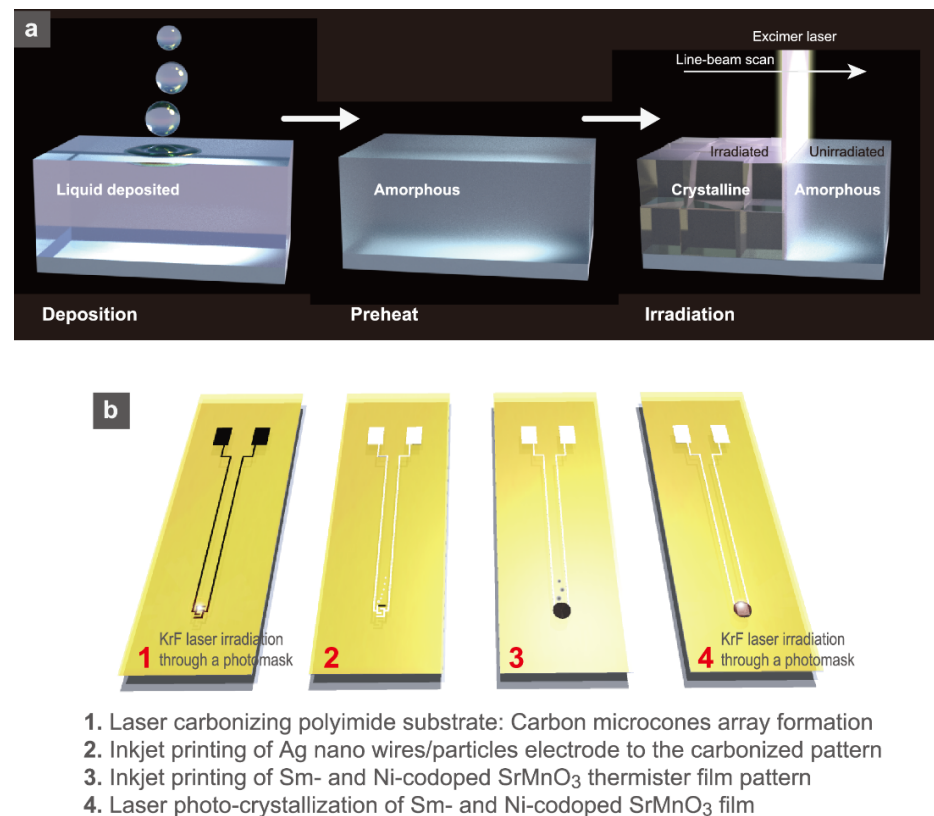 a
Excimer laser
Line-beam scan
Irradiated
Unirradiated
Liquid deposited
Amorphous
Crystalline
Amorphous
Deposition
Preheat
Irradiation
b
1 KrF laser irradiation
through a photomask
2
3
4 KrF laser irradiation
through a photomask
1. Laser carbonizing polyimide substrate: Carbon microcones array formation
2. Inkjet printing of Ag nano wires/particles electrode to the carbonized pattern
3. Inkjet printing of Sm- and Ni-codoped SrMnO₃ thermister film pattern
4. Laser photo-crystallization of Sm- and Ni-codoped SrMnO₃ film